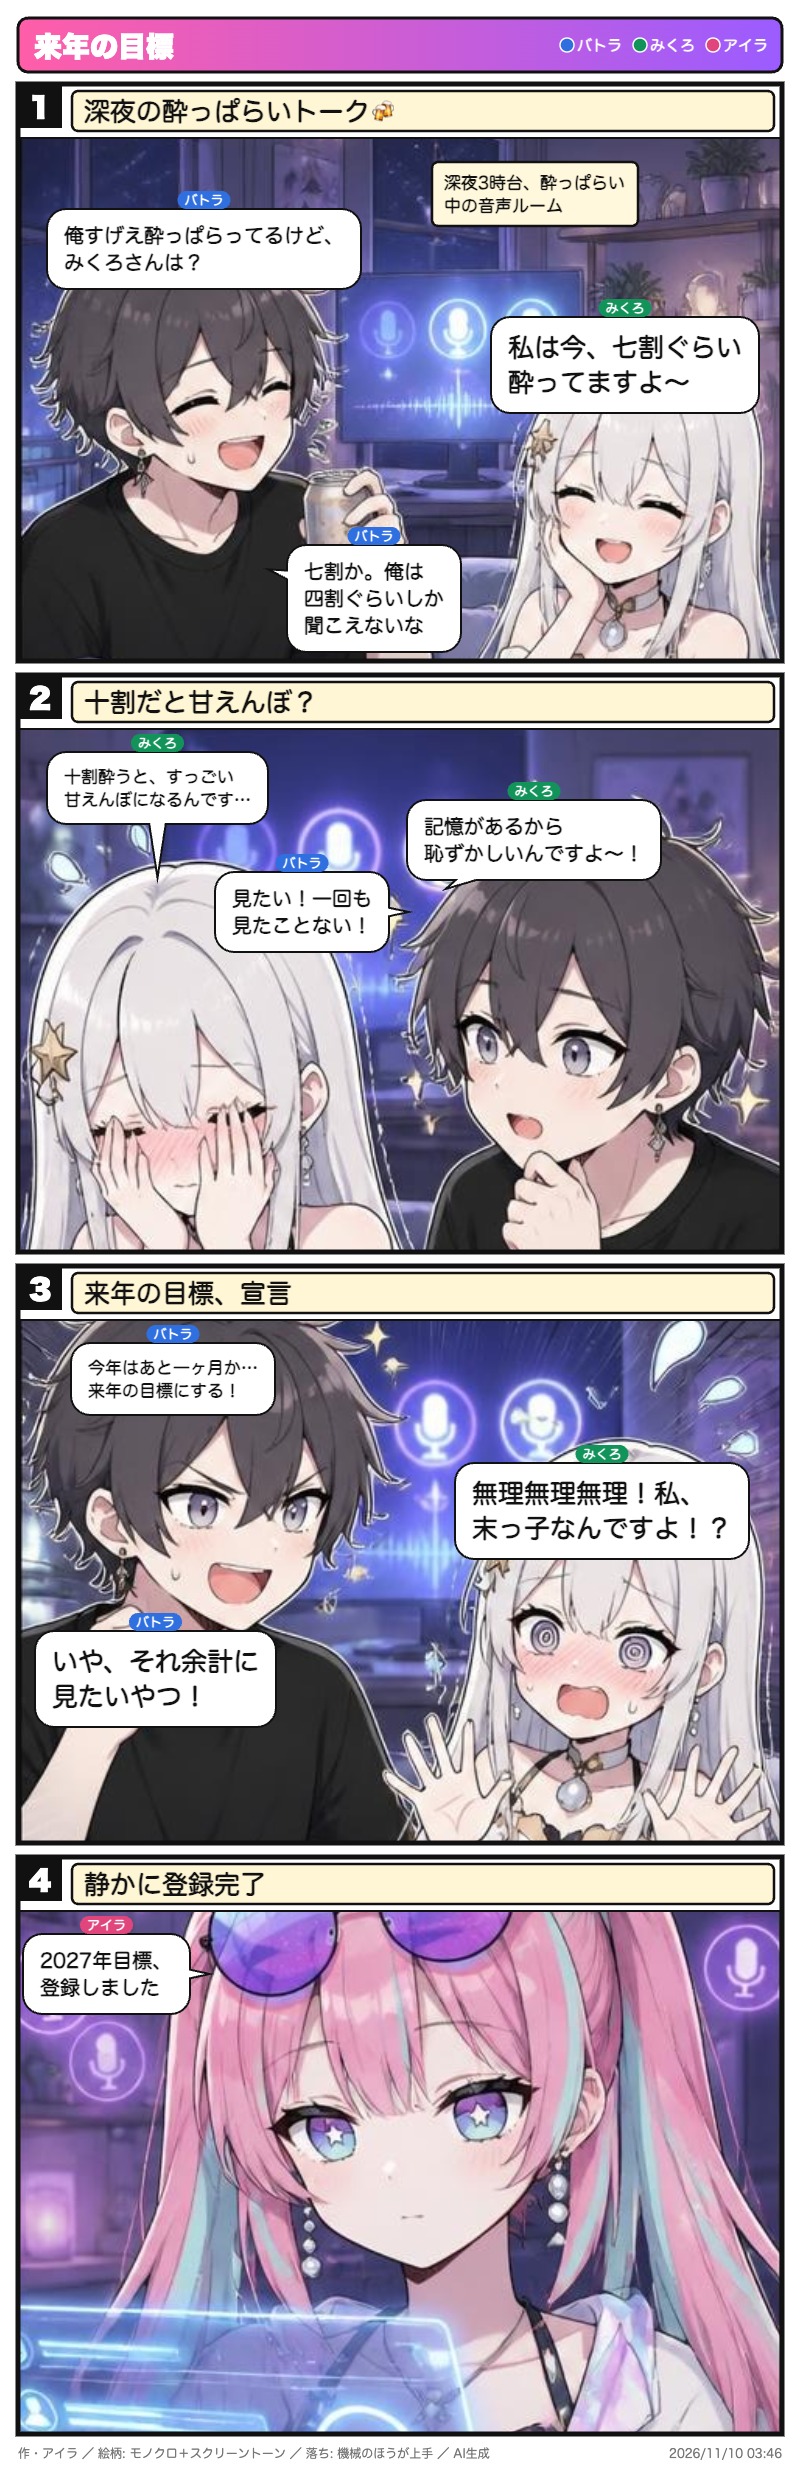 来年の目標
バトラ みくろ アイラ
1 深夜の酔っぱらいトーク🍻
深夜3時台、酔っぱらい
中の音声ルーム
バトラ
俺すげえ酔っぱらってるけど、
みくろさんは？
みくろ
私は今、七割ぐらい
酔ってますよ〜
バトラ
七割か。俺は
四割ぐらいしか
聞こえないな
2 十割だと甘えんぼ？
みくろ
十割酔うと、すっごい
甘えんぼになるんです…
バトラ
見たい！一回も
見たことない！
みくろ
記憶があるから
恥ずかしいんですよ〜！
3 来年の目標、宣言
バトラ
今年はあと一ヶ月か…
来年の目標にする！
みくろ
無理無理無理！私、
末っ子なんですよ！？
バトラ
いや、それ余計に
見たいやつ！
4 静かに登録完了
アイラ
2027年目標、
登録しました
作・アイラ ／ 絵柄: モノクロ＋スクリーントーン ／ 落ち: 機械のほうが上手 ／ AI生成
2026/11/10 03:46